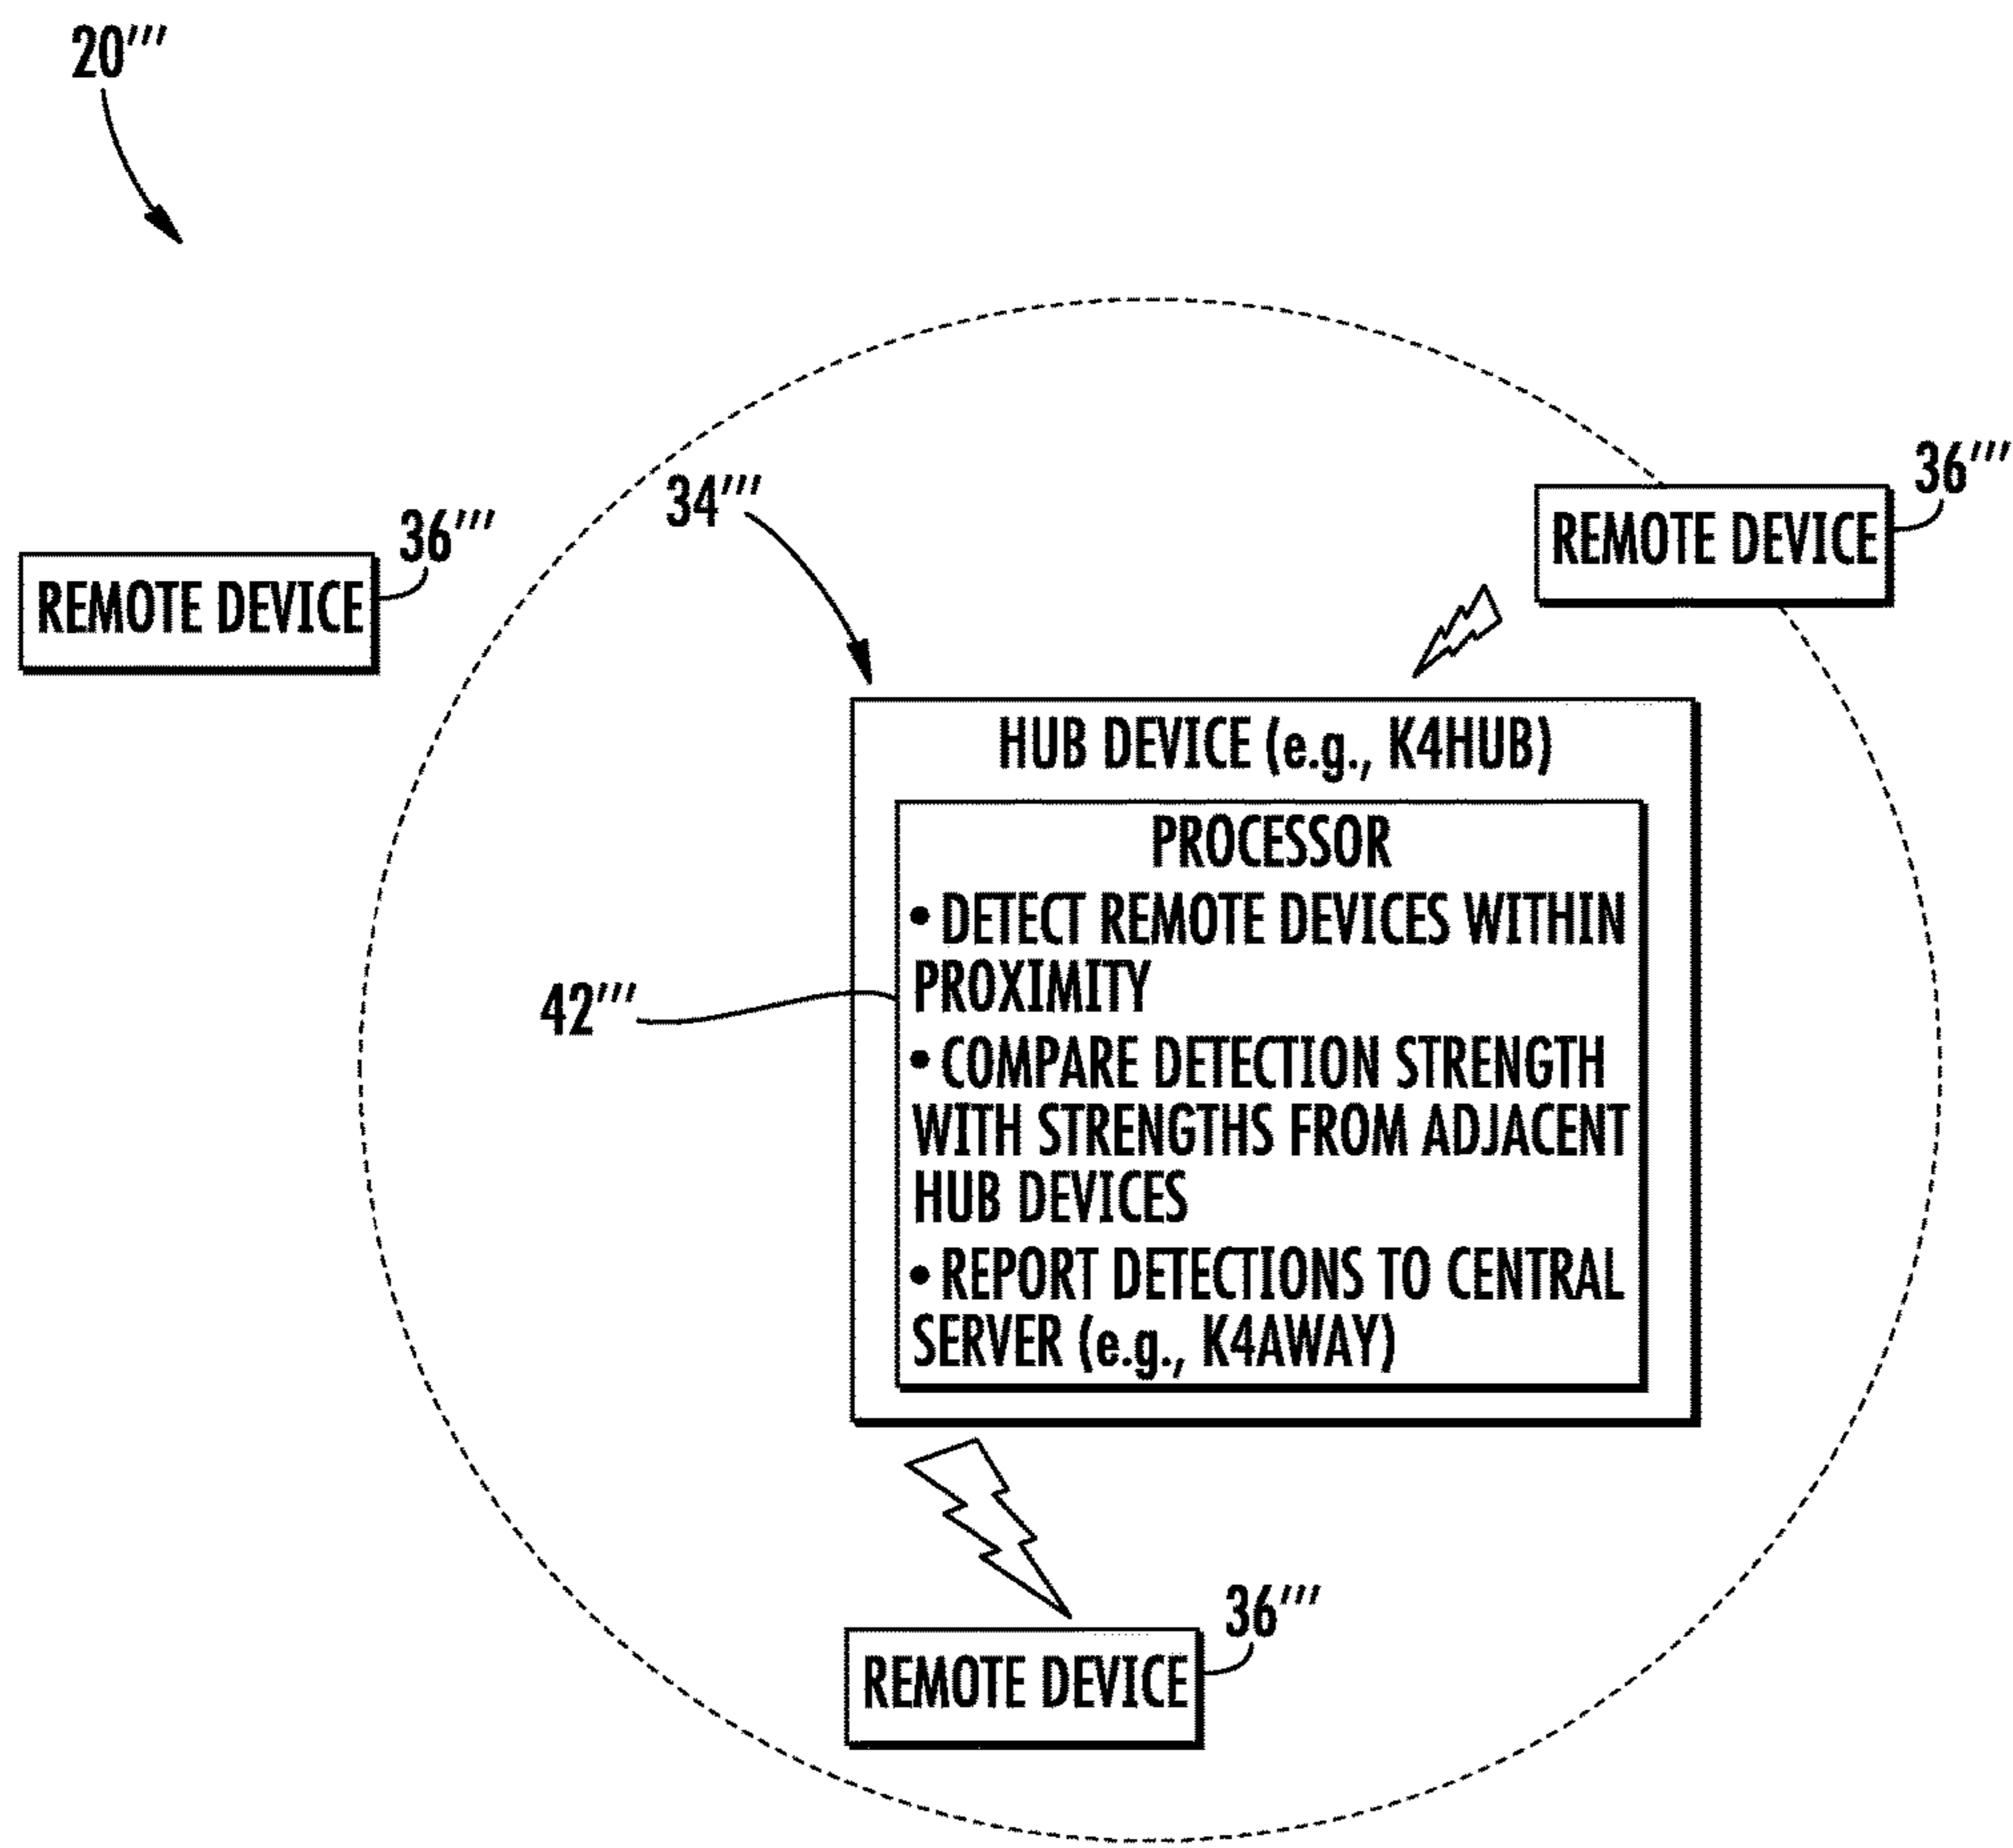 20‴
34‴
36‴
36‴
REMOTE DEVICE
REMOTE DEVICE
HUB DEVICE (e.g., K4HUB)
PROCESSOR
• DETECT REMOTE DEVICES WITHIN
PROXIMITY
42‴
• COMPARE DETECTION STRENGTH
WITH STRENGTHS FROM ADJACENT
HUB DEVICES
• REPORT DETECTIONS TO CENTRAL
SERVER (e.g., K4AWAY)
36‴
REMOTE DEVICE